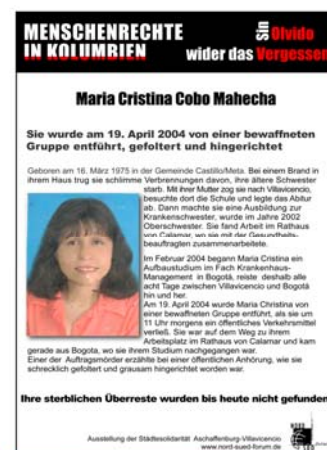 MENSCHENRECHTE
IN KOLUMBIEN
sin
Olvido
wider das Vergessen
Maria Cristina Cobo Mahecha
Sie wurde am 19. April 2004 von einer bewaffneten
Gruppe entführt, gefoltert und hingerichtet
Geboren am 16. März 1975 in der Gemeinde Castillo/Meta. Bei einem Brand in
ihrem Haus trug sie schlimme Verbrennungen davon, ihre ältere Schwester
starb. Mit ihrer Mutter zog sie nach Villavicencio,
besuchte dort die Schule und legte das Abitur
ab. Dann machte sie eine Ausbildung zur
Krankenschwester, wurde im Jahre 2002
Oberschwester. Sie fand Arbeit im Rathaus
von Calamar, wo sie mit der Gesundheits-
beauftragten zusammenarbeitete.
Im Februar 2004 begann Maria Cristina ein
Aufbaustudium im Fach Krankenhaus-
Management in Bogotá, reiste deshalb alle
acht Tage zwischen Villavicencio und Bogotá
hin und her.
Am 19. April 2004 wurde Maria Christina von
einer bewaffneten Gruppe entführt, als sie um
11 Uhr morgens ein öffentliches Verkehrsmittel
verließ. Sie war auf dem Weg zu ihrem
Arbeitsplatz im Rathaus von Calamar und kam
gerade aus Bogota, wo sie ihrem Studium nachgegangen war.
Einer der Auftragsmörder erzählte bei einer öffentlichen Anhörung, wie sie
schrecklich gefoltert und grausam hingerichtet worden war.
Ihre sterblichen Überreste wurden bis heute nicht gefunden
Ausstellung der Städtesolidarität Aschaffenburg-Villavicencio
www.nord-sued-forum.de
NORD